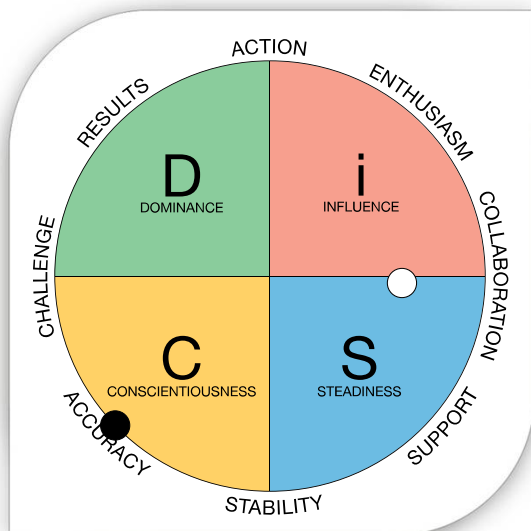 ACTION
ENTHUSIASM
RESULTS
D
DOMINANCE
i
INFLUENCE
COLLABORATION
CHALLENGE
C
CONSCIENTIOUSNESS
S
STEADINESS
ACCURACY
SUPPORT
STABILITY